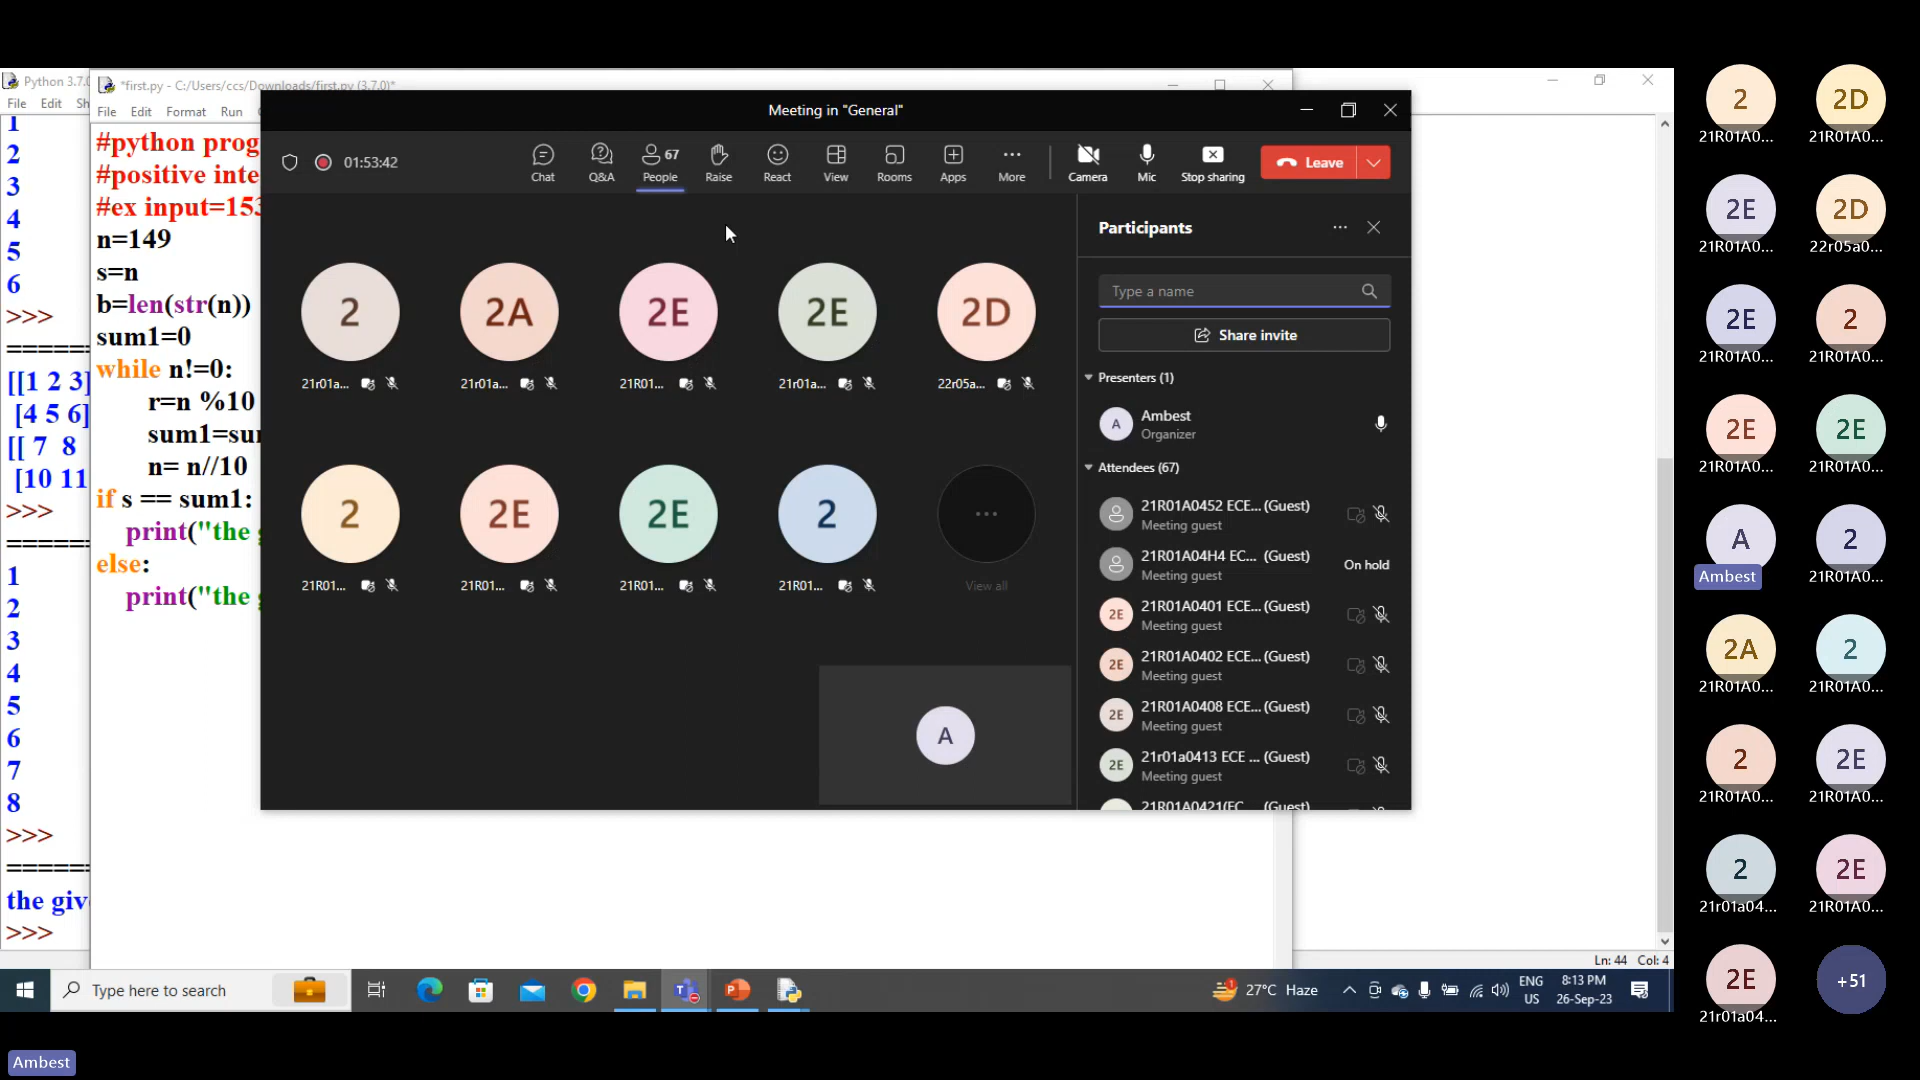 Python 3.7.0
File Edit Sh
1
2
3
4
5
6
>>>
======
[[1 2 3]
[4 5 6]
[[ 7 8
[10 11
>>>
======
1
2
3
4
5
6
7
8
>>>
======
the giv
>>>
*first.py - C:/Users/ccs/Downloads/first.py (3.7.0)*
File Edit Format Run
#python prog
#positive inte
#ex input=153
n=149
s=n
b=len(str(n))
sum1=0
while n!=0:
r=n %10
sum1=sum
n= n//10
if s == sum1:
print("the g
else:
print("the g
Meeting in "General"
01:53:42
Chat
Q&A
67
People
Raise
React
View
Rooms
Apps
More
Camera
Mic
Stop sharing
Leave
2 2A 2E 2E 2D
21r01a... 21r01a... 21R01... 21r01a... 22r05a...
2 2E 2E 2
21R01... 21R01... 21R01... 21R01... View all
A
Participants
Type a name
Share invite
Presenters (1)
A
Ambest
Organizer
Attendees (67)
21R01A0452 ECE... (Guest)
Meeting guest
21R01A04H4 EC... (Guest)
Meeting guest
On hold
2E 21R01A0401 ECE... (Guest)
Meeting guest
2E 21R01A0402 ECE... (Guest)
Meeting guest
2E 21R01A0408 ECE... (Guest)
Meeting guest
2E 21r01a0413 ECE ... (Guest)
Meeting guest
21R01A0421(EC... (Guest)
Ln: 44 Col: 4
Type here to search
27°C Haze
ENG
US
8:13 PM
26-Sep-23
2 2D
21R01A0... 21R01A0...
2E 2D
21R01A0... 22r05a0...
2E 2
21R01A0... 21R01A0...
2E 2E
21R01A0... 21R01A0...
A 2
Ambest 21R01A0...
2A 2
21R01A0... 21R01A0...
2 2E
21R01A0... 21R01A0...
2 2E
21r01a04... 21R01A0...
2E +51
21r01a04...
Ambest